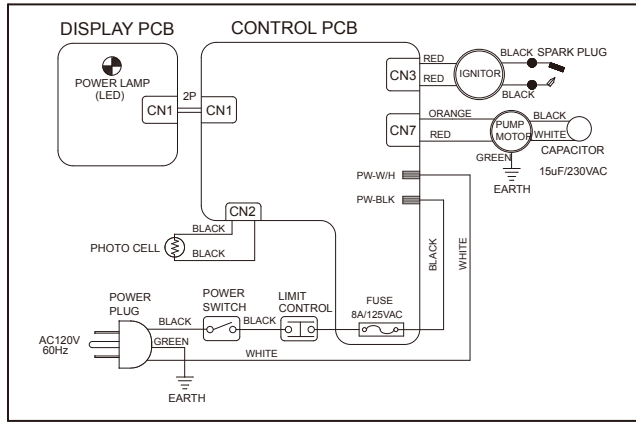 DISPLAY PCB
CONTROL PCB
POWER LAMP
(LED)
2P
CN1
CN1
CN3
RED
RED
IGNITOR
BLACK
SPARK PLUG
BLACK
CN7
ORANGE
RED
PUMP
MOTOR
BLACK
WHITE
CAPACITOR
15uF/230VAC
GREEN
EARTH
PW-W/H
PW-BLK
BLACK
WHITE
CN2
BLACK
BLACK
PHOTO CELL
POWER
PLUG
AC120V
60Hz
BLACK
POWER
SWITCH
BLACK
LIMIT
CONTROL
FUSE
8A/125VAC
GREEN
WHITE
EARTH